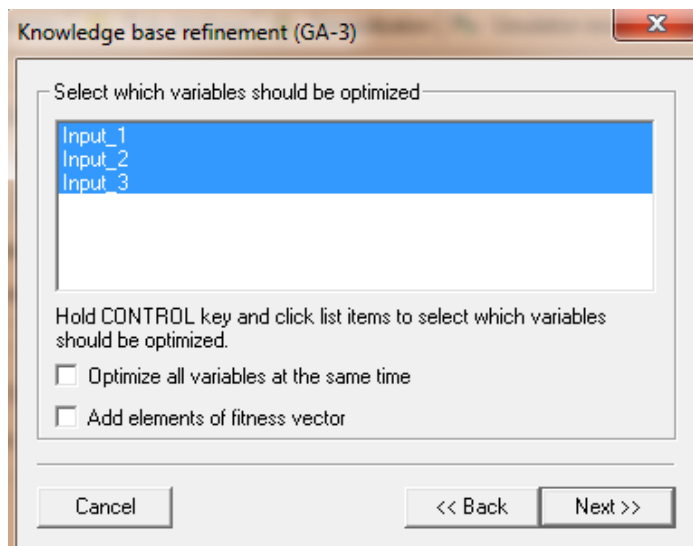 Knowledge base refinement (GA-3)
Select which variables should be optimized
Input_1
Input_2
Input_3
Hold CONTROL key and click list items to select which variables
should be optimized.
Optimize all variables at the same time
Add elements of fitness vector
Cancel
<< Back
Next >>